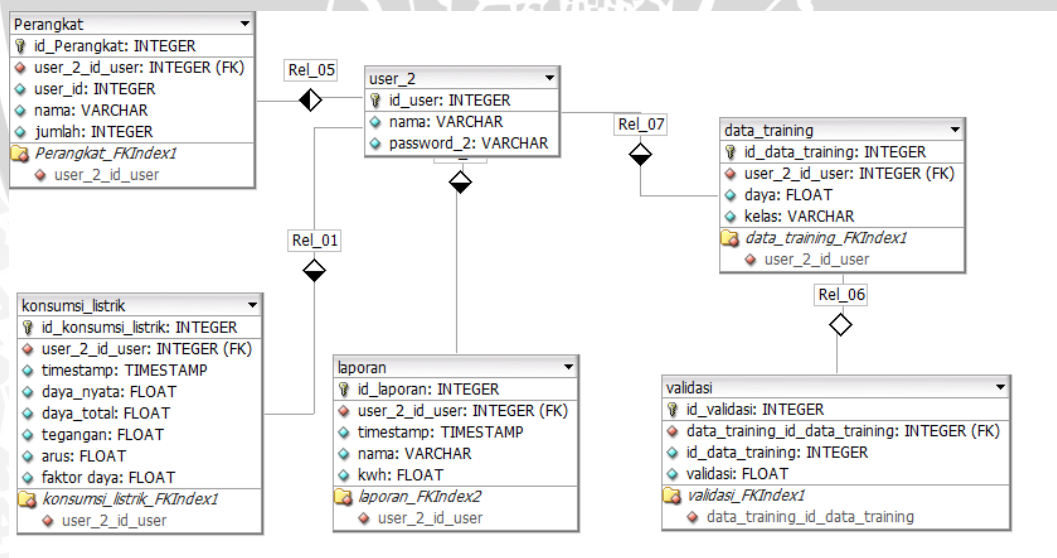 Perangkat
id_Perangkat: INTEGER
user_2_id_user: INTEGER (FK)
user_id: INTEGER
nama: VARCHAR
jumlah: INTEGER
Perangkat_FKIndex1
user_2_id_user
Rel_05
user_2
id_user: INTEGER
nama: VARCHAR
password_2: VARCHAR
Rel_07
data_training
id_data_training: INTEGER
user_2_id_user: INTEGER (FK)
daya: FLOAT
kelas: VARCHAR
data_training_FKIndex1
user_2_id_user
Rel_01
Rel_06
konsumsi_listrik
id_konsumsi_listrik: INTEGER
user_2_id_user: INTEGER (FK)
timestamp: TIMESTAMP
daya_nyata: FLOAT
daya_total: FLOAT
tegangan: FLOAT
arus: FLOAT
faktor daya: FLOAT
konsumsi_listrik_FKIndex1
user_2_id_user
laporan
id_laporan: INTEGER
user_2_id_user: INTEGER (FK)
timestamp: TIMESTAMP
nama: VARCHAR
kwh: FLOAT
laporan_FKIndex2
user_2_id_user
validasi
id_validasi: INTEGER
data_training_id_data_training: INTEGER (FK)
id_data_training: INTEGER
validasi: FLOAT
validasi_FKIndex1
data_training_id_data_training